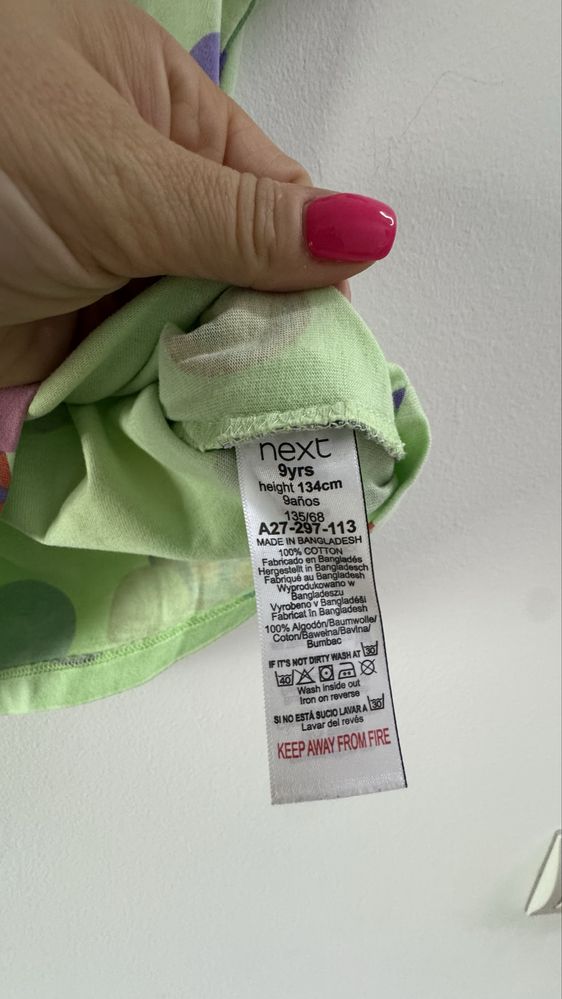 next
9yrs
height 134cm
9años
135/68
A27-297-113
MADE IN BANGLADESH
100% COTTON
Fabricado en Bangladés
Hergestellt in Bangladesch
Fabriqué au Bangladesh
Wyprodukowano w
Bangladeszu
Vyrobeno v Bangladéši
Fabricat în Bangladesh
100% Algodón/Baumwolle/
Coton/Bawełna/Bavlna/
Bumbac
IF IT'S NOT DIRTY WASH AT 30
40
Wash inside out
Iron on reverse
SI NO ESTÁ SUCIO LAVAR A 30
Lavar del revés
KEEP AWAY FROM FIRE